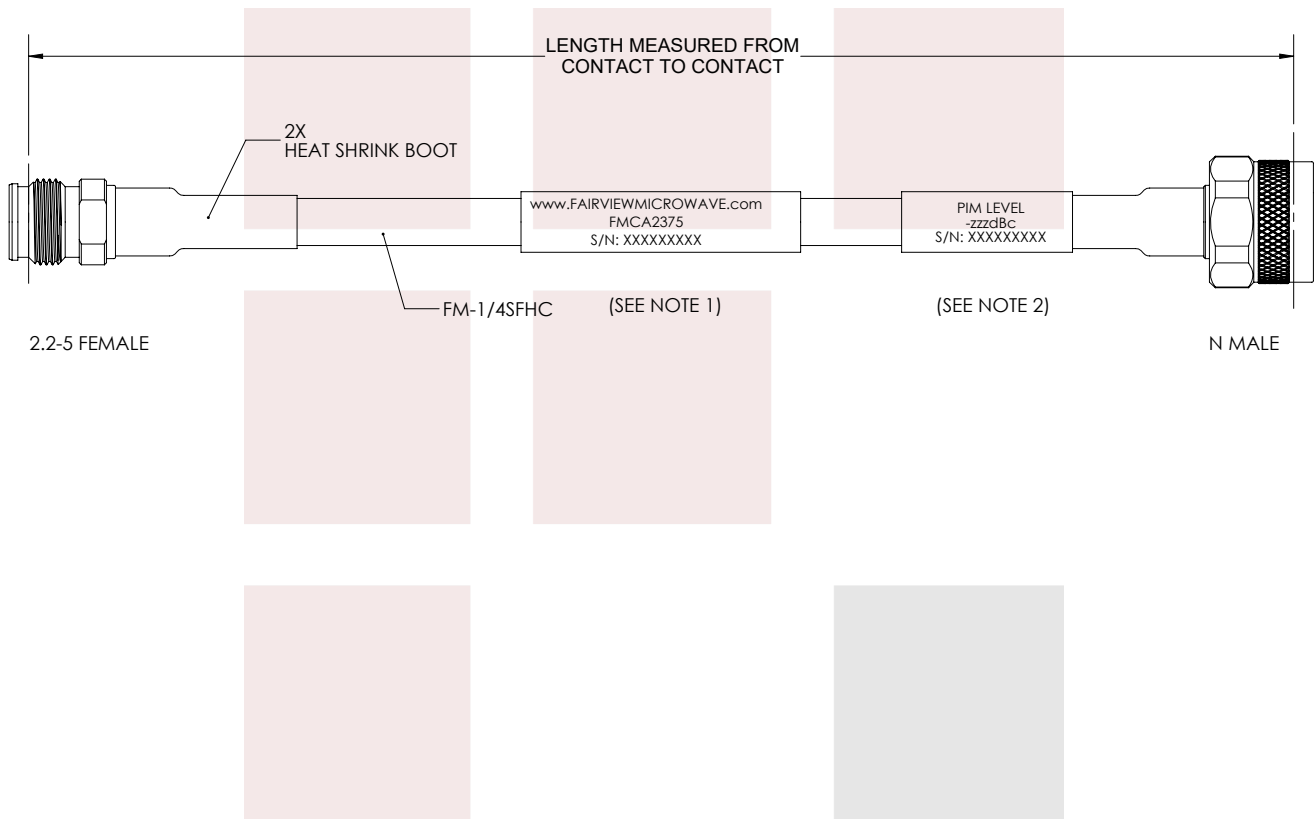 LENGTH MEASURED FROM
CONTACT TO CONTACT
2X
HEAT SHRINK BOOT
www.FAIRVIEWMICROWAVE.com
FMCA2375
S/N: XXXXXXXXX
PIM LEVEL
-zzzdBc
S/N: XXXXXXXXX
FM-1/4SFHC
(SEE NOTE 1)
(SEE NOTE 2)
2.2-5 FEMALE
N MALE